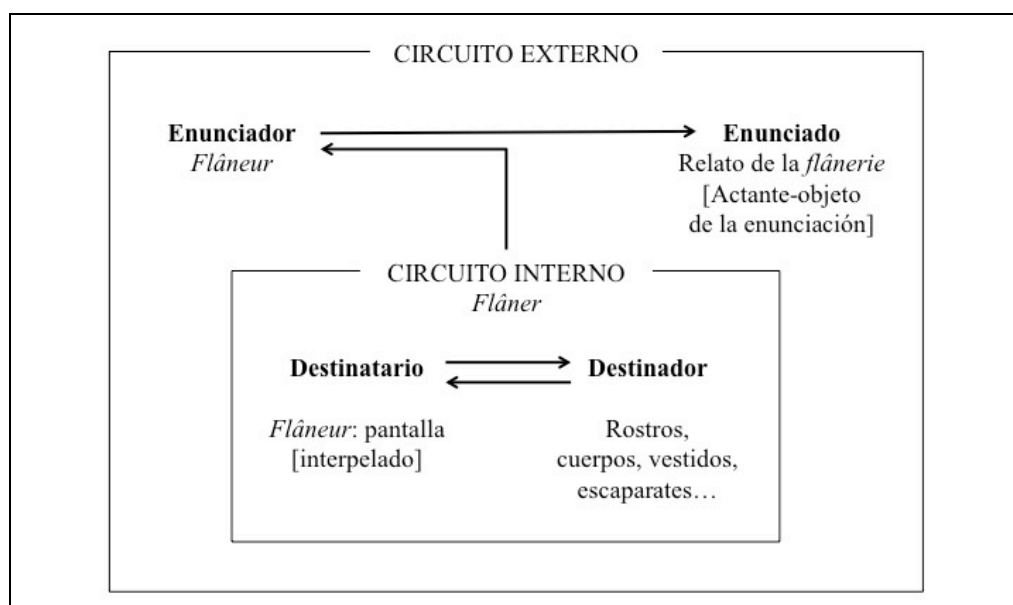 CIRCUITO EXTERNO
Enunciador
Flâneur
Enunciado
Relato de la flânerie
[Actante-objeto
de la enunciación]
CIRCUITO INTERNO
Flâner
Destinatario
Destinador
Flâneur: pantalla
[interpelado]
Rostros,
cuerpos, vestidos,
escaparates…